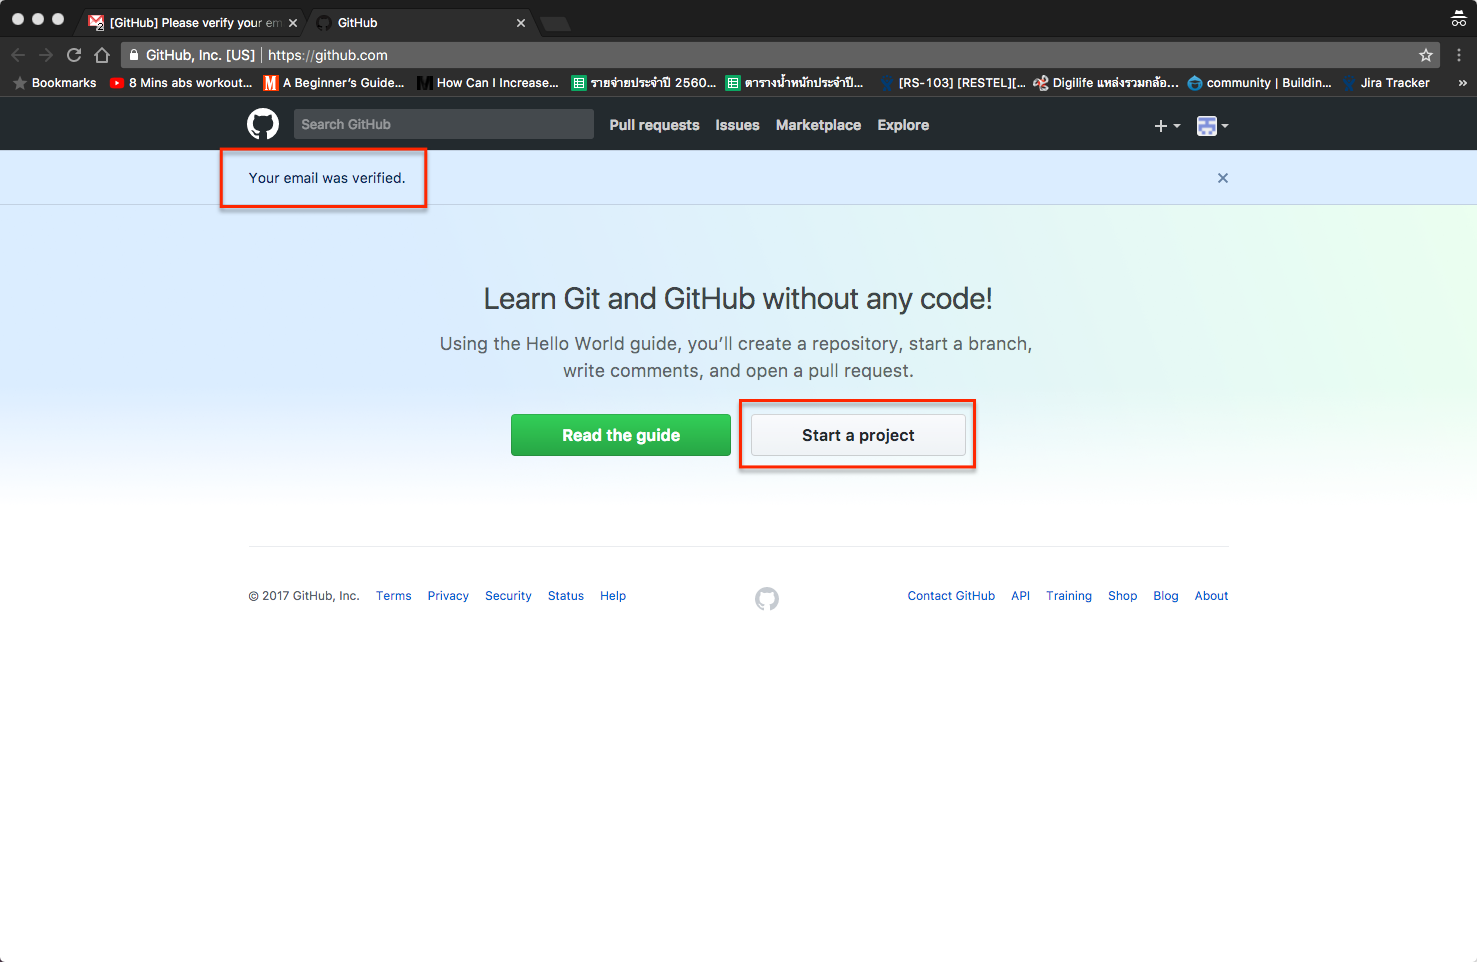 [GitHub] Please verify your em
GitHub
GitHub, Inc. [US] | https://github.com
Bookmarks
8 Mins abs workout...
A Beginner's Guide...
How Can I Increase...
รายจ่ายประจำปี 2560...
ตารางน้ำหนักประจำปี...
[RS-103] [RESTEL][...
Digilife แหล่งรวมกล้อ...
community | Building...
Jira Tracker
»
Search GitHub
Pull requests
Issues
Marketplace
Explore
Your email was verified.
Learn Git and GitHub without any code!
Using the Hello World guide, you'll create a repository, start a branch,
write comments, and open a pull request.
Read the guide
Start a project
© 2017 GitHub, Inc.
Terms
Privacy
Security
Status
Help
Contact GitHub
API
Training
Shop
Blog
About